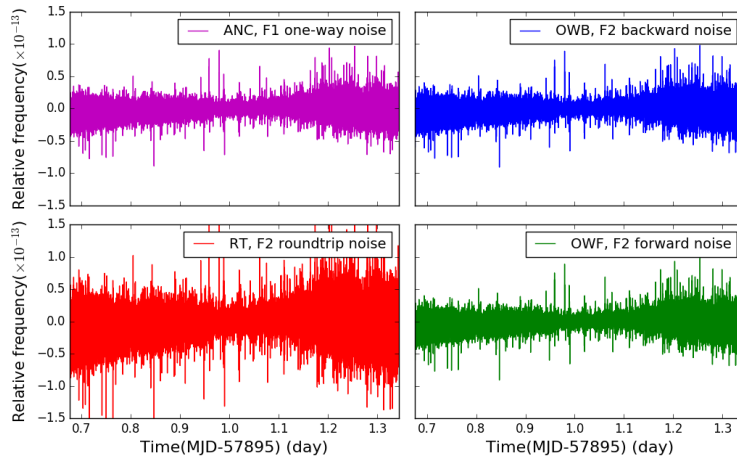 1.5
1.0
0.5
0.0
−0.5
−1.0
−1.5
Relative frequency(×10⁻¹³)
ANC, F1 one-way noise
OWB, F2 backward noise
1.5
1.0
0.5
0.0
−0.5
−1.0
−1.5
Relative frequency(×10⁻¹³)
RT, F2 roundtrip noise
OWF, F2 forward noise
0.7 0.8 0.9 1.0 1.1 1.2 1.3
0.7 0.8 0.9 1.0 1.1 1.2 1.3
Time(MJD-57895) (day)
Time(MJD-57895) (day)